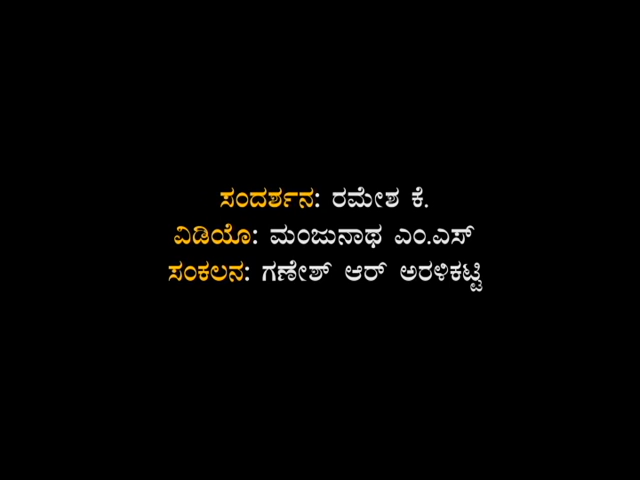 ಸಂದರ್ಶನ: ರಮೇಶ ಕೆ.
ವಿಡಿಯೊ: ಮಂಜುನಾಥ ಎಂ.ಎಸ್
ಸಂಕಲನ: ಗಣೇಶ್ ಆರ್ ಅರಳಿಕಟ್ಟಿ